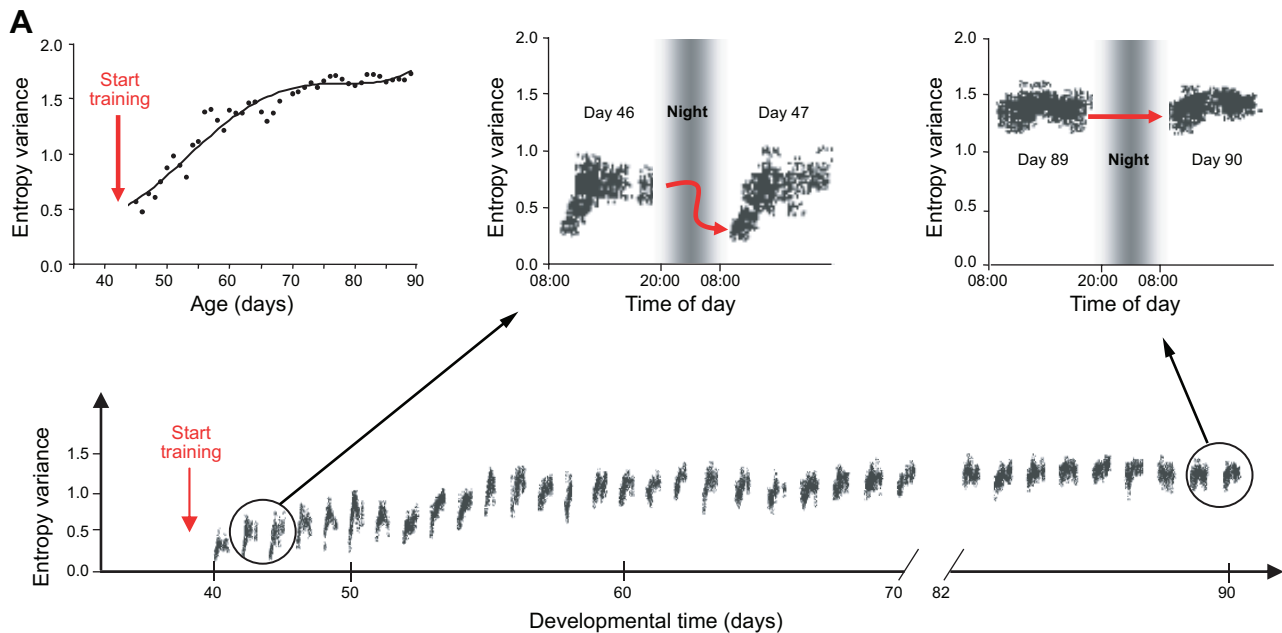 A
2.0
1.5
1.0
0.5
0.0
Entropy variance
Start
training
40
50
60
70
80
90
Age (days)
2.0
1.5
1.0
0.5
0.0
Entropy variance
Day 46
Night
Day 47
08:00
20:00
08:00
Time of day
2.0
1.5
1.0
0.5
0.0
Entropy variance
Day 89
Night
Day 90
08:00
20:00
08:00
Time of day
Entropy variance
1.5
1.0
0.5
0.0
Start
training
40
50
60
70
82
90
Developmental time (days)